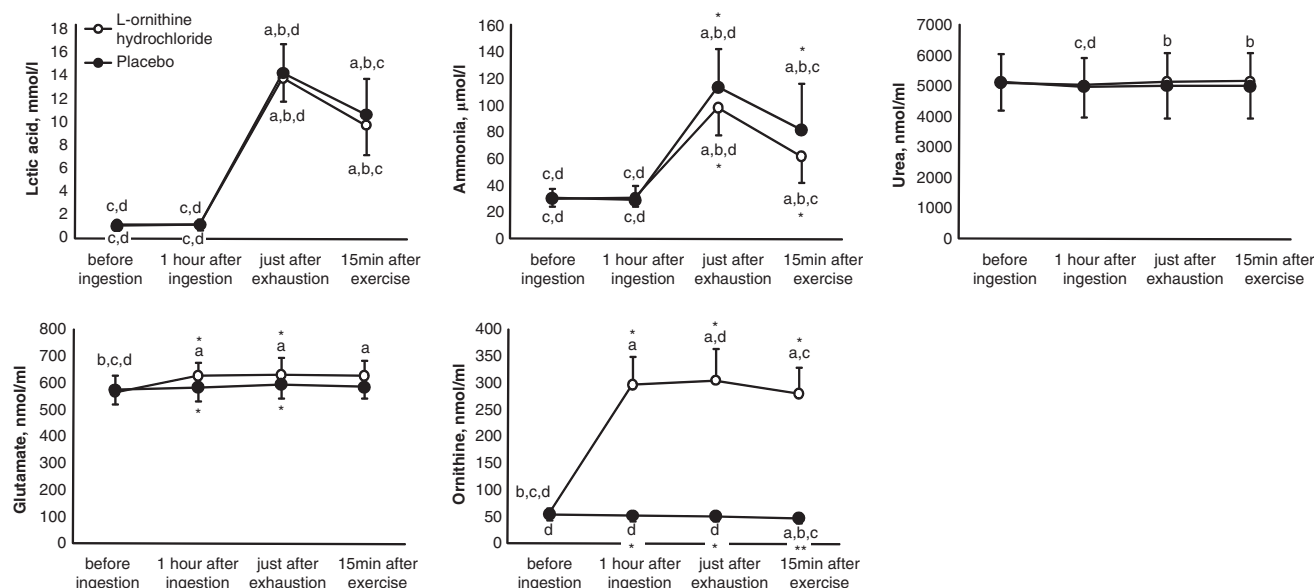 L-ornithine
hydrochloride
Placebo
Lctic acid, mmol/l
18
16
14
12
10
8
6
4
2
0
a,b,d
a,b,c
a,b,d
a,b,c
c,d
c,d
c,d
c,d
before
ingestion
1 hour after
ingestion
just after
exhaustion
15min after
exercise
Ammonia, μmol/l
160
140
120
100
80
60
40
20
0
*
a,b,d
*
a,b,c
a,b,d
*
a,b,c
*
c,d
c,d
c,d
c,d
before
ingestion
1 hour after
ingestion
just after
exhaustion
15min after
exercise
Urea, nmol/ml
7000
6000
5000
4000
3000
2000
1000
0
c,d
b
b
before
ingestion
1 hour after
ingestion
just after
exhaustion
15min after
exercise
Glutamate, nmol/ml
800
700
600
500
400
300
200
100
0
b,c,d
*
a
*
a
a
*
*
before
ingestion
1 hour after
ingestion
just after
exhaustion
15min after
exercise
Ornithine, nmol/ml
400
350
300
250
200
150
100
50
0
*
a
*
a,d
*
a,c
b,c,d
d
d
*
d
*
a,b,c
**
before
ingestion
1 hour after
ingestion
just after
exhaustion
15min after
exercise